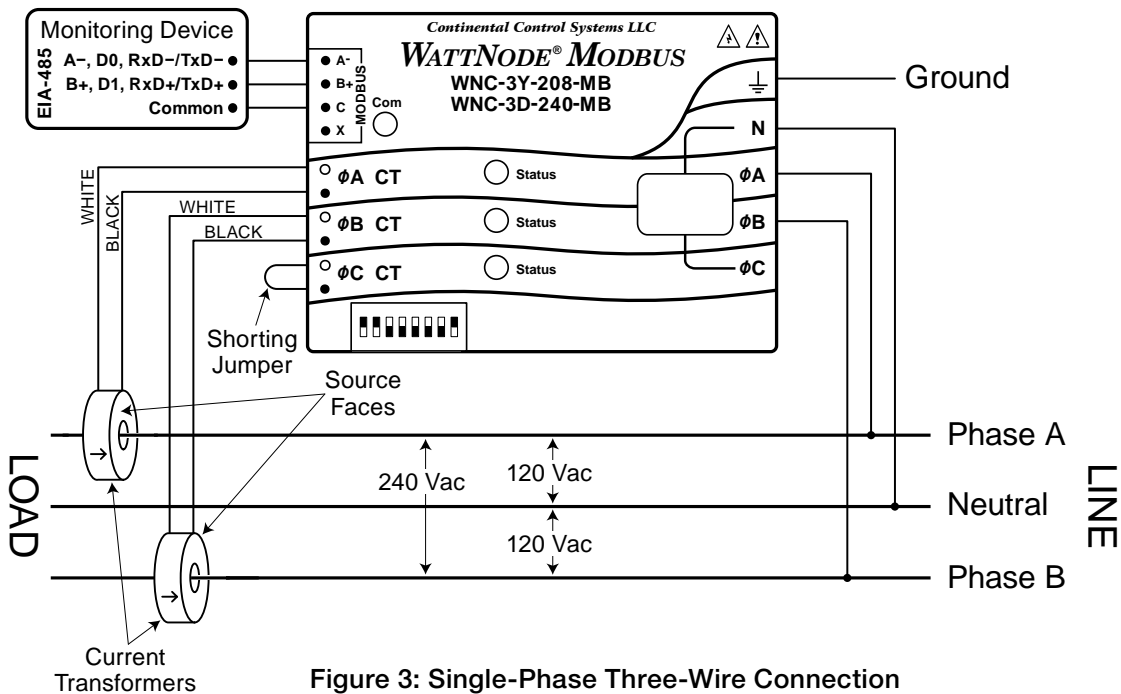 Monitoring Device
EIA-485
A−, D0, RxD−/TxD−
B+, D1, RxD+/TxD+
Common
Continental Control Systems LLC
WATTNODE® MODBUS
WNC-3Y-208-MB
WNC-3D-240-MB
A-
B+
C
X
MODBUS
Com
Ground
N
ϕA CT
Status
ϕA
ϕB CT
Status
ϕB
ϕC CT
Status
ϕC
WHITE
BLACK
WHITE
BLACK
Shorting
Jumper
Source
Faces
LOAD
LINE
Phase A
240 Vac
120 Vac
Neutral
120 Vac
Phase B
Current
Transformers
Figure 3: Single-Phase Three-Wire Connection